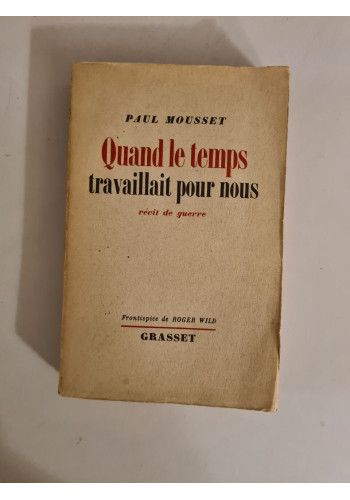 PAUL MOUSSET
Quand le temps
travaillait pour nous
récit de guerre
Frontispice de ROGER WILD
GRASSET